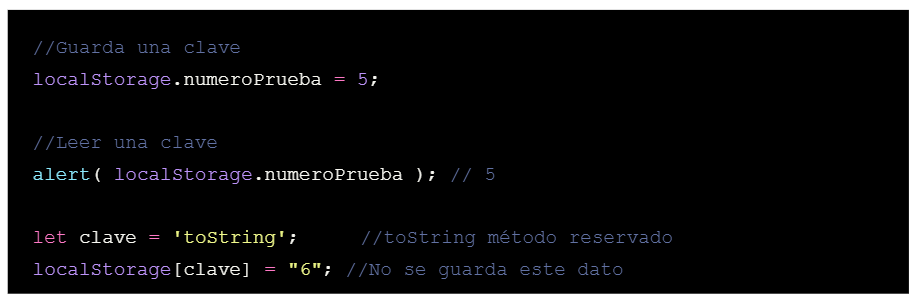 //Guarda una clave
localStorage.numeroPrueba = 5;
//Leer una clave
alert( localStorage.numeroPrueba ); // 5
let clave = 'toString'; //toString método reservado
localStorage[clave] = "6"; //No se guarda este dato